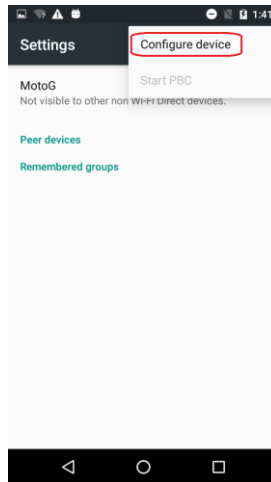 1:41
Settings
Configure device
Start PBC
MotoG
Not visible to other non Wi-Fi Direct devices.
Peer devices
Remembered groups